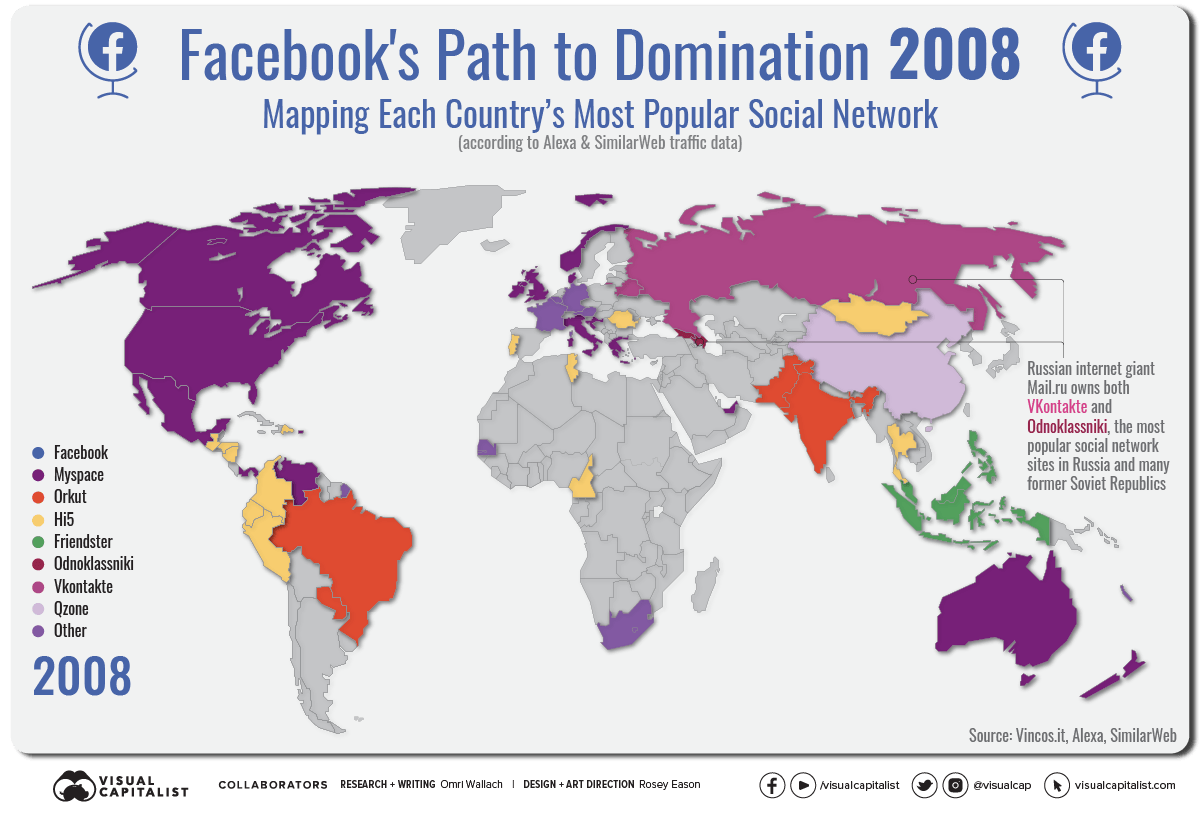 Facebook's Path to Domination 2008
Mapping Each Country's Most Popular Social Network
(according to Alexa & SimilarWeb traffic data)
Facebook
Myspace
Orkut
Hi5
Friendster
Odnoklassniki
Vkontakte
Qzone
Other
2008
Russian internet giant
Mail.ru owns both
VKontakte and
Odnoklassniki, the most
popular social network
sites in Russia and many
former Soviet Republics
Source: Vincos.it, Alexa, SimilarWeb
VISUAL
CAPITALIST
COLLABORATORS RESEARCH + WRITING Omri Wallach | DESIGN + ART DIRECTION Rosey Eason
/visualcapitalist @visualcap visualcapitalist.com